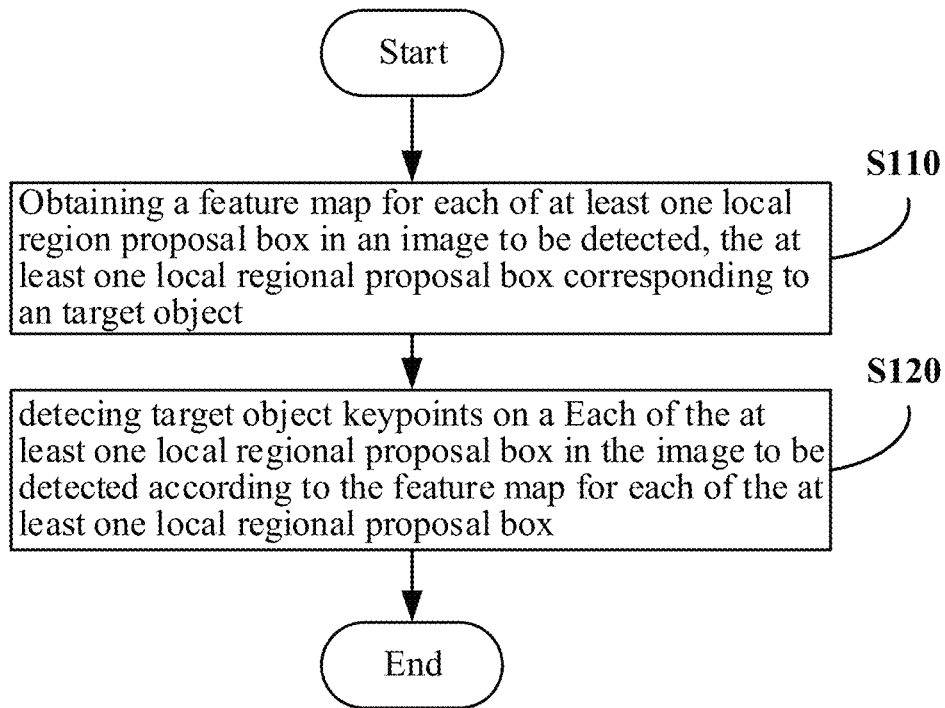 Start
S110
Obtaining a feature map for each of at least one local
region proposal box in an image to be detected, the at
least one local regional proposal box corresponding to
an target object
S120
detecing target object keypoints on a Each of the at
least one local regional proposal box in the image to be
detected according to the feature map for each of the at
least one local regional proposal box
End